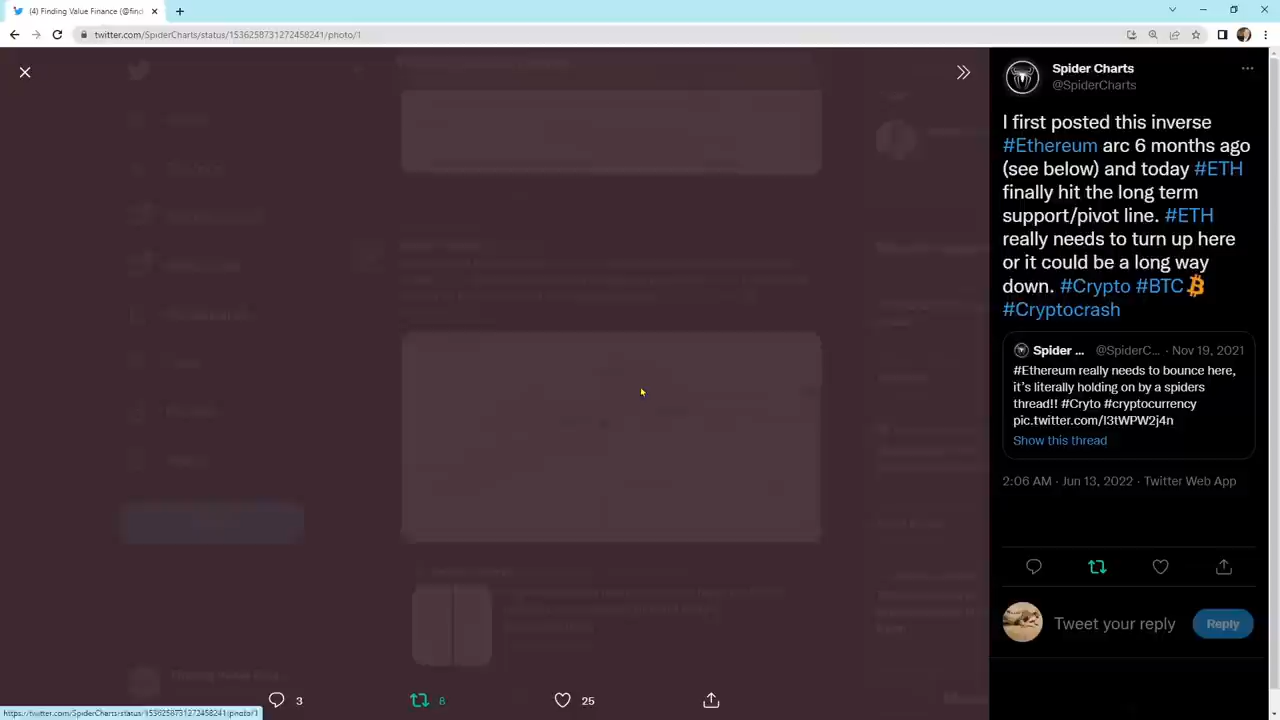 (4) Finding Value Finance (@find
twitter.com/SpiderCharts/status/1536258731272458241/photo/1
Spider Charts
@SpiderCharts
I first posted this inverse
#Ethereum arc 6 months ago
(see below) and today #ETH
finally hit the long term
support/pivot line. #ETH
really needs to turn up here
or it could be a long way
down. #Crypto #BTC
#Cryptocrash
Spider ... @SpiderC... · Nov 19, 2021
#Ethereum really needs to bounce here,
it's literally holding on by a spiders
thread!! #Cryto #cryptocurrency
pic.twitter.com/l3tWPW2j4n
Show this thread
2:06 AM · Jun 13, 2022 · Twitter Web App
Tweet your reply
Reply
3
8
25
https://twitter.com/SpiderCharts/status/1536258731272458241/photo/1